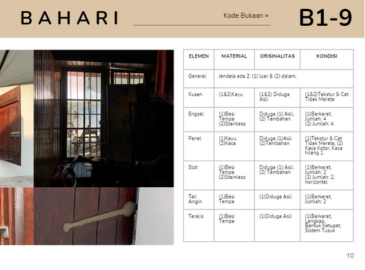 BAHARI
Kode Bukaan =
B1-9
ELEMEN MATERIAL ORISINALITAS KONDISI
General Jendela ada 2: (1) luar & (2) dalam,
Kusen (1&2)Kayu (1&2) Diduga Asli (1&2)Tekstur & Cat Tidak Merata
Engsel (1)Besi Tempa (2)Stainless Diduga (1) Asli, (2) Tambahan (1)Berkarat, Jumlah: 4 (2) Jumlah: 4
Panel (1)Kayu (2)Kaca Diduga (1)Asli (2)Tambahan (1)Tekstur & Cat Tidak Merata, (2) Kaca Kotor, Kaca hilang 1
Slot (1)Besi Tempa (2)Stainless Diduga (1) Asli, (2) Tambahan (1)Berkarat, Jumlah: 2 (2) Jumlah: 2, horizontal
Tali Angin (1)Besi Tempa (1)Diduga Asli (1)Berkarat, Jumlah: 2
Teralis (1)Besi Tempa (1)Diduga Asli (1)Berkarat, Lengkap, Bentuk Ketupat, Sistem Tusuk
10